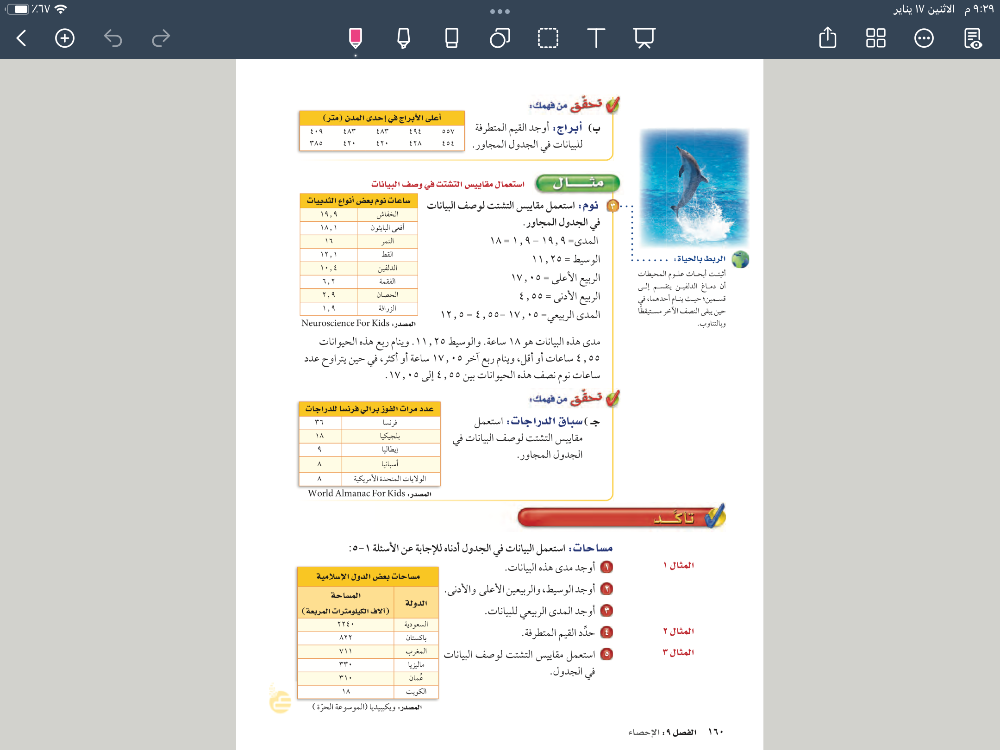 ٩:٢٩ م الاثنين ١٧ يناير
٪٦٧
تحقّق من فهمك:
ب) أبراج: أوجد القيم المتطرفة
للبيانات في الجدول المجاور.
أعلى الأبراج في إحدى المدن (متر)
٥٥٧ ٤٩٤ ٤٨٣ ٤٨٣ ٤٠٩
٤٥٤ ٤٢٨ ٤٢٠ ٤٢٠ ٣٨٥
مثـــال
استعمال مقاييس التشتت في وصف البيانات
٣ نوم: استعمل مقاييس التشتت لوصف البيانات
في الجدول المجاور.
المدى= ١٩,٩ – ١,٩ = ١٨
الوسيط = ١١,٢٥
الربيع الأعلى = ١٧,٠٥
الربيع الأدنى = ٤,٥٥
المدى الربيعي= ١٧,٠٥ –٤,٥٥ = ١٢,٥
ساعات نوم بعض أنواع الثدييات
الخفاش ١٩,٩
أفعى البايثون ١٨,١
النمر ١٦
القط ١٢,١
الدلفين ١٠,٤
الفقمة ٦,٢
الحصان ٢,٩
الزرافة ١,٩
المصدر: Neuroscience For Kids
الربط بالحياة:
أثبتت أبحاث علوم المحيطات
أن دماغ الدلفين ينقسم إلى
قسمين؛ حيث ينام أحدهما، في
حين يبقى النصف الآخر مستيقظًا
وبالتناوب.
مدى هذه البيانات هو ١٨ ساعة. والوسيط ١١,٢٥. وينام ربع هذه الحيوانات
٤,٥٥ ساعات أو أقل، وينام ربع آخر ١٧,٠٥ ساعة أو أكثر، في حين يتراوح عدد
ساعات نوم نصف هذه الحيوانات بين ٤,٥٥ إلى ١٧,٠٥.
تحقّق من فهمك:
جـ) سباق الدراجات: استعمل
مقاييس التشتت لوصف البيانات في
الجدول المجاور.
عدد مرات الفوز برالي فرنسا للدراجات
فرنسا ٣٦
بلجيكيا ١٨
إيطاليا ٩
أسبانيا ٨
الولايات المتحدة الأمريكية ٨
المصدر: World Almanac For Kids
تأكّــد
مساحات: استعمل البيانات في الجدول أدناه للإجابة عن الأسئلة ١–٥:
المثال ١
١ أوجد مدى هذه البيانات.
٢ أوجد الوسيط، والربيعين الأعلى والأدنى.
٣ أوجد المدى الربيعي للبيانات.
المثال ٢
٤ حدِّد القيم المتطرفة.
المثال ٣
٥ استعمل مقاييس التشتت لوصف البيانات
في الجدول.
مساحات بعض الدول الإسلامية
الدولة المساحة
(آلاف الكيلومترات المربعة)
السعودية ٢٢٤٠
باكستان ٨٢٢
المغرب ٧١١
ماليزيا ٣٣٠
عُمان ٣١٠
الكويت ١٨
المصدر: ويكيبيديا (الموسوعة الحرّة )
١٦٠ الفصل ٩: الإحصاء